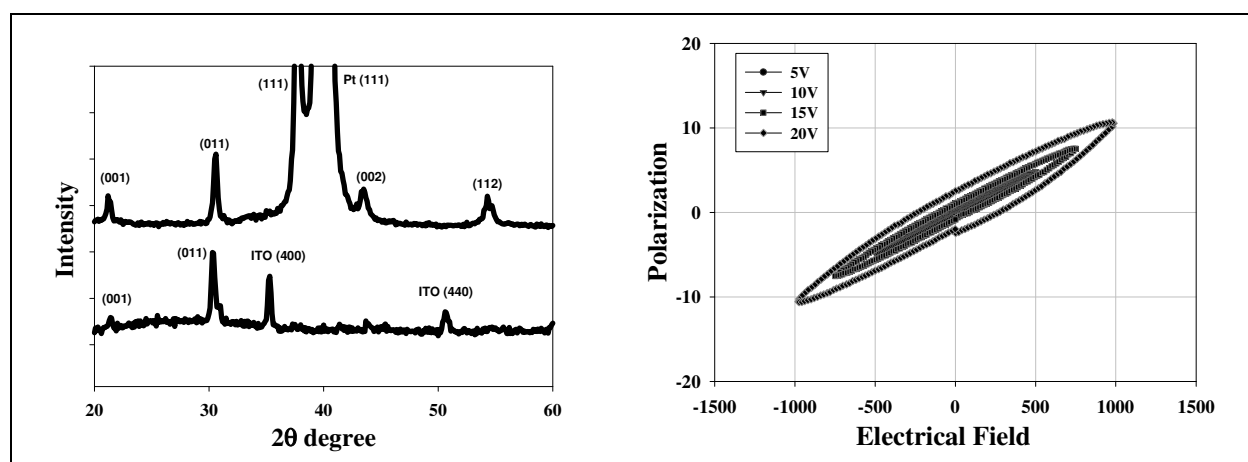 (111)
Pt (111)
(011)
(001)
(002)
(112)
(011)
ITO (400)
(001)
ITO (440)
Intensity
20 30 40 50 60
2θ degree
20
10
0
-10
-20
5V
10V
15V
20V
Polarization
-1500 -1000 -500 0 500 1000 1500
Electrical Field